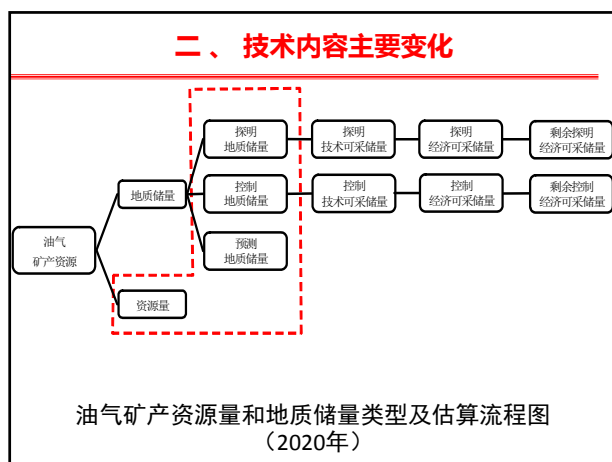 二 、 技术内容主要变化
探明
地质储量
探明
技术可采储量
探明
经济可采储量
剩余探明
经济可采储量
地质储量
控制
地质储量
控制
技术可采储量
控制
经济可采储量
剩余控制
经济可采储量
油气
矿产资源
预测
地质储量
资源量
油气矿产资源量和地质储量类型及估算流程图
（2020年）